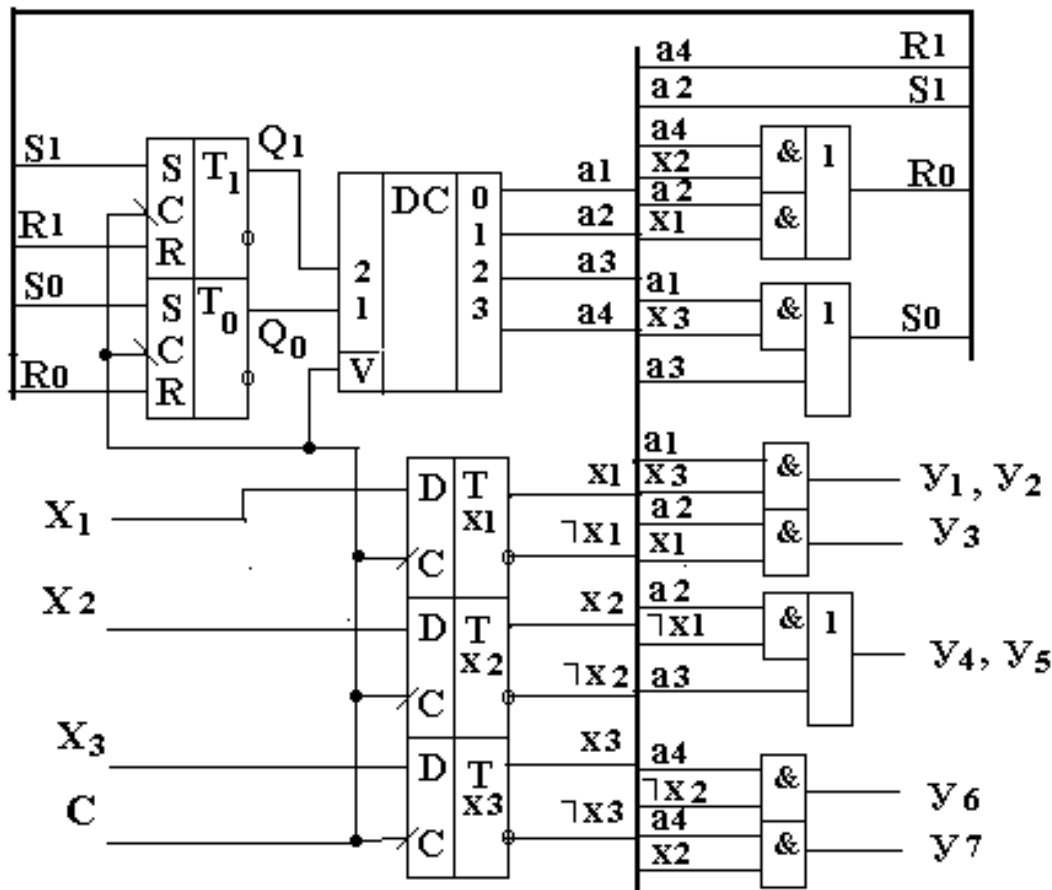 a4 R1
a2 S1
S1 S T1 Q1 a4 & 1
C DC 0 a1 x2 R0
R1 1 a2 a2 &
R 2 2 a3 x1
S0 S T0 1 3 a4 a1 & 1
C Q0 x3 S0
R0 R V a3
a1 &
D T x1 x3 У1, У2
X1 x1 a2 & У3
C ⏋x1 x1
X2 D T x2 a2 & 1
x2 ⏋x1 У4, У5
C ⏋x2 a3
X3 D T x3 a4 &
x3 ⏋x2 У6
C C ⏋x3 a4 & У7
x2